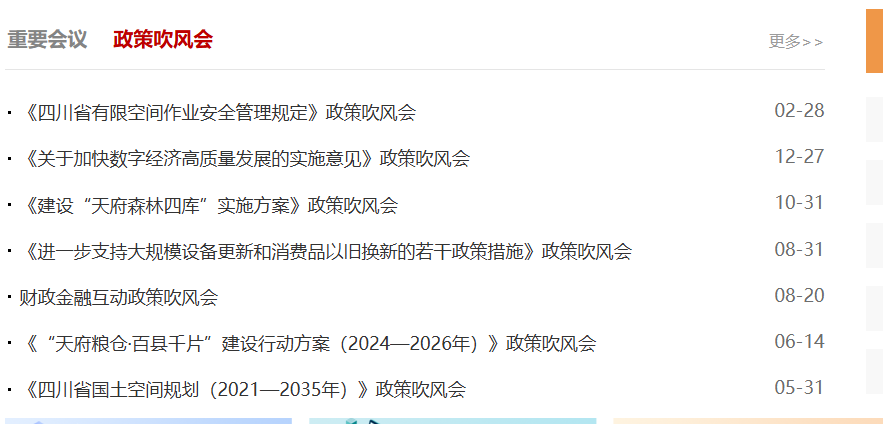 重要会议 政策吹风会 更多>>
·《四川省有限空间作业安全管理规定》政策吹风会 02-28
·《关于加快数字经济高质量发展的实施意见》政策吹风会 12-27
·《建设“天府森林四库”实施方案》政策吹风会 10-31
·《进一步支持大规模设备更新和消费品以旧换新的若干政策措施》政策吹风会 08-31
·财政金融互动政策吹风会 08-20
·《“天府粮仓·百县千片”建设行动方案（2024—2026年）》政策吹风会 06-14
·《四川省国土空间规划（2021—2035年）》政策吹风会 05-31